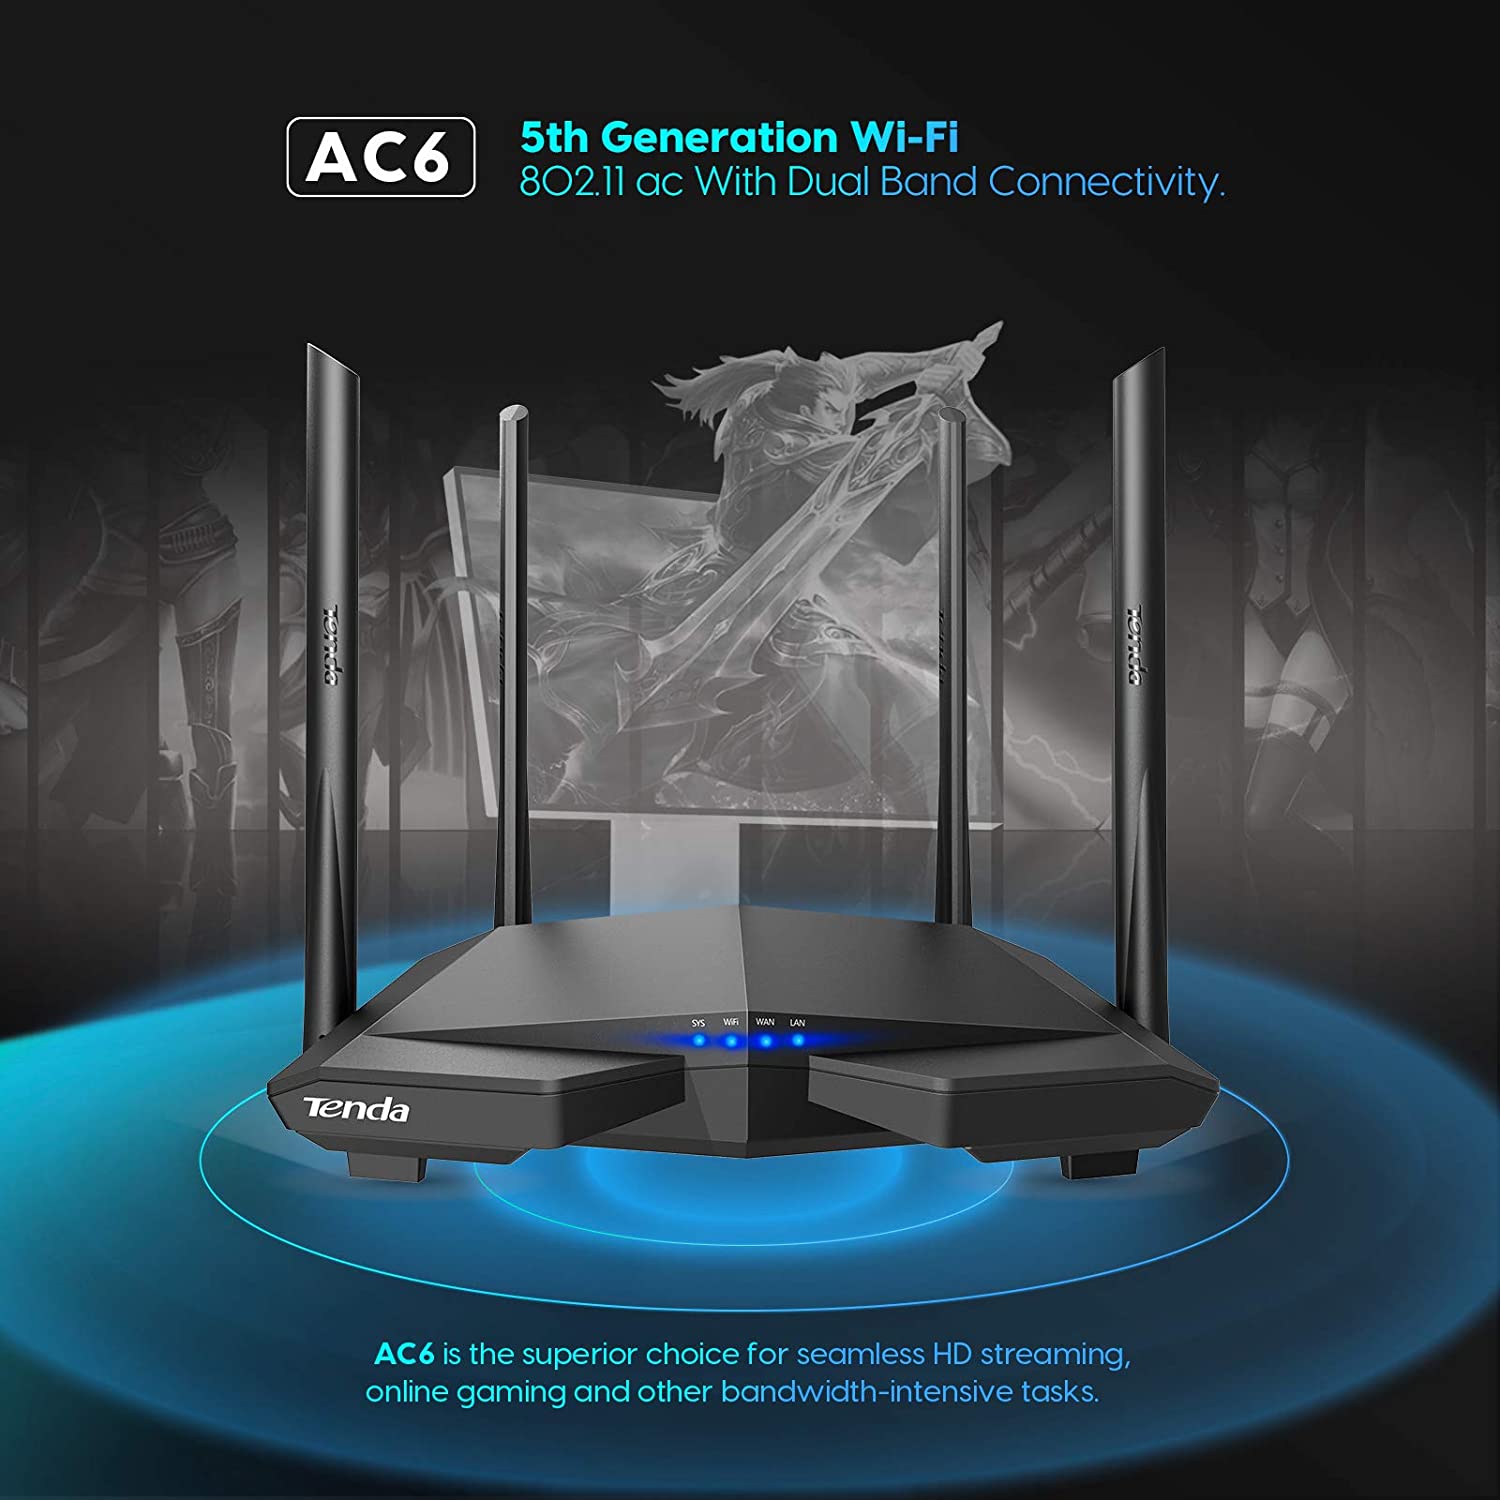 AC6
5th Generation Wi-Fi
802.11 ac With Dual Band Connectivity.
Tenda
Tenda
Tenda
SYS WiFi WAN LAN
Tenda
AC6 is the superior choice for seamless HD streaming,
online gaming and other bandwidth-intensive tasks.